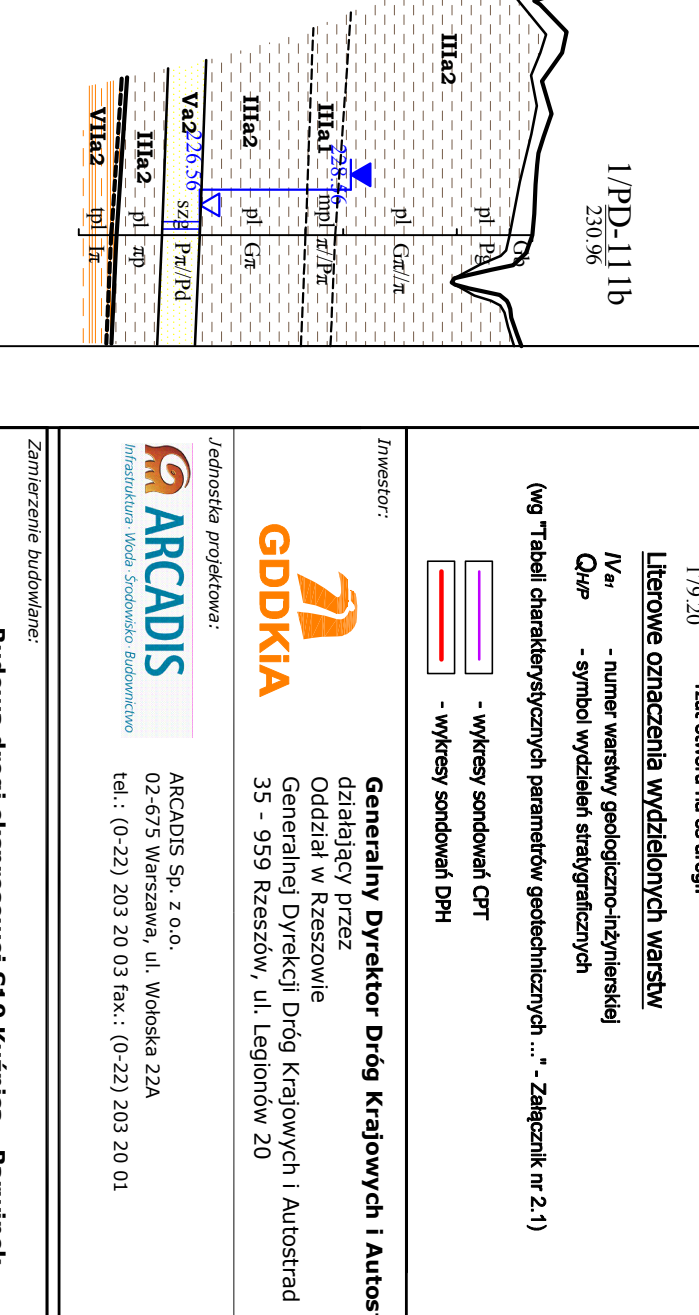 1/PD-11 1b
230.96
Gb
pl Pg
pl Gπ//π
mpl π//Pπ
pl Gπ
szg Pπ//Pd
pl πp
tpl Iπ
IIIa2
IIIa1
IIIa2
Va2
IIIa2
VIIa2
228.56
226.56
179.20
Literowe oznaczenia wydzielonych warstw
IVa1 - numer warstwy geologiczno-inżynierskiej
QH/P - symbol wydzieleń stratygraficznych
(wg "Tabeli charakterystycznych parametrów geotechnicznych ..." - Załącznik nr 2.1)
- wykresy sondowań CPT
- wykresy sondowań DPH
Inwestor:
GDDKiA
Generalny Dyrektor Dróg Krajowych i
działający przez
Oddział w Rzeszowie
Generalnej Dyrekcji Dróg Krajowych i Autostrad
35 - 959 Rzeszów, ul. Legionów 20
Jednostka projektowa:
ARCADIS
Infrastruktura · Woda · Środowisko · Budownictwo
ARCADIS Sp. z o.o.
02-675 Warszawa, ul. Wołoska 22A
tel.: (0-22) 203 20 03 fax.: (0-22) 203 20 01
Zamierzenie budowlane: